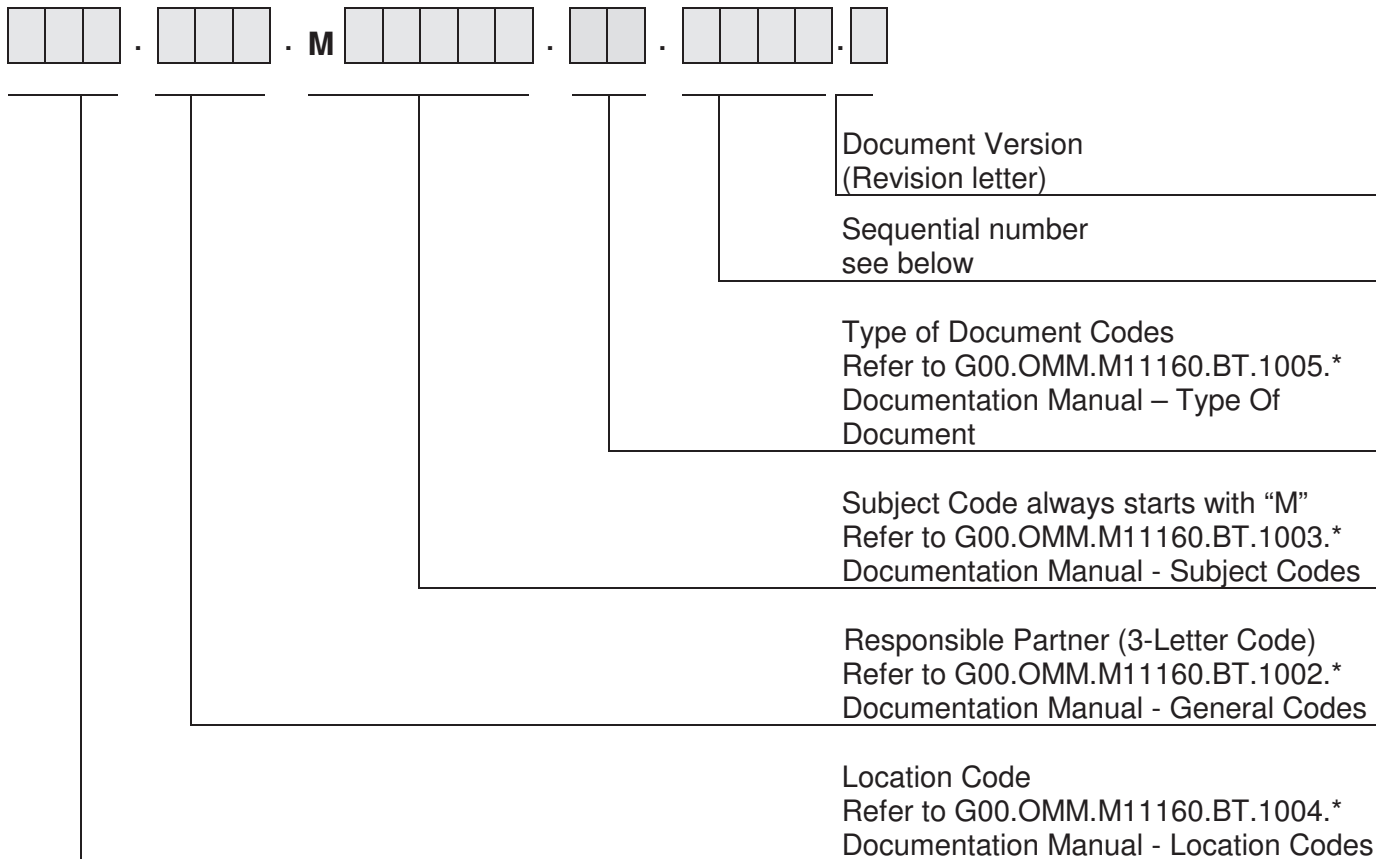 . . M . . .
Document Version
(Revision letter)
Sequential number
see below
Type of Document Codes
Refer to G00.OMM.M11160.BT.1005.*
Documentation Manual – Type Of
Document
Subject Code always starts with “M”
Refer to G00.OMM.M11160.BT.1003.*
Documentation Manual - Subject Codes
Responsible Partner (3-Letter Code)
Refer to G00.OMM.M11160.BT.1002.*
Documentation Manual - General Codes
Location Code
Refer to G00.OMM.M11160.BT.1004.*
Documentation Manual - Location Codes